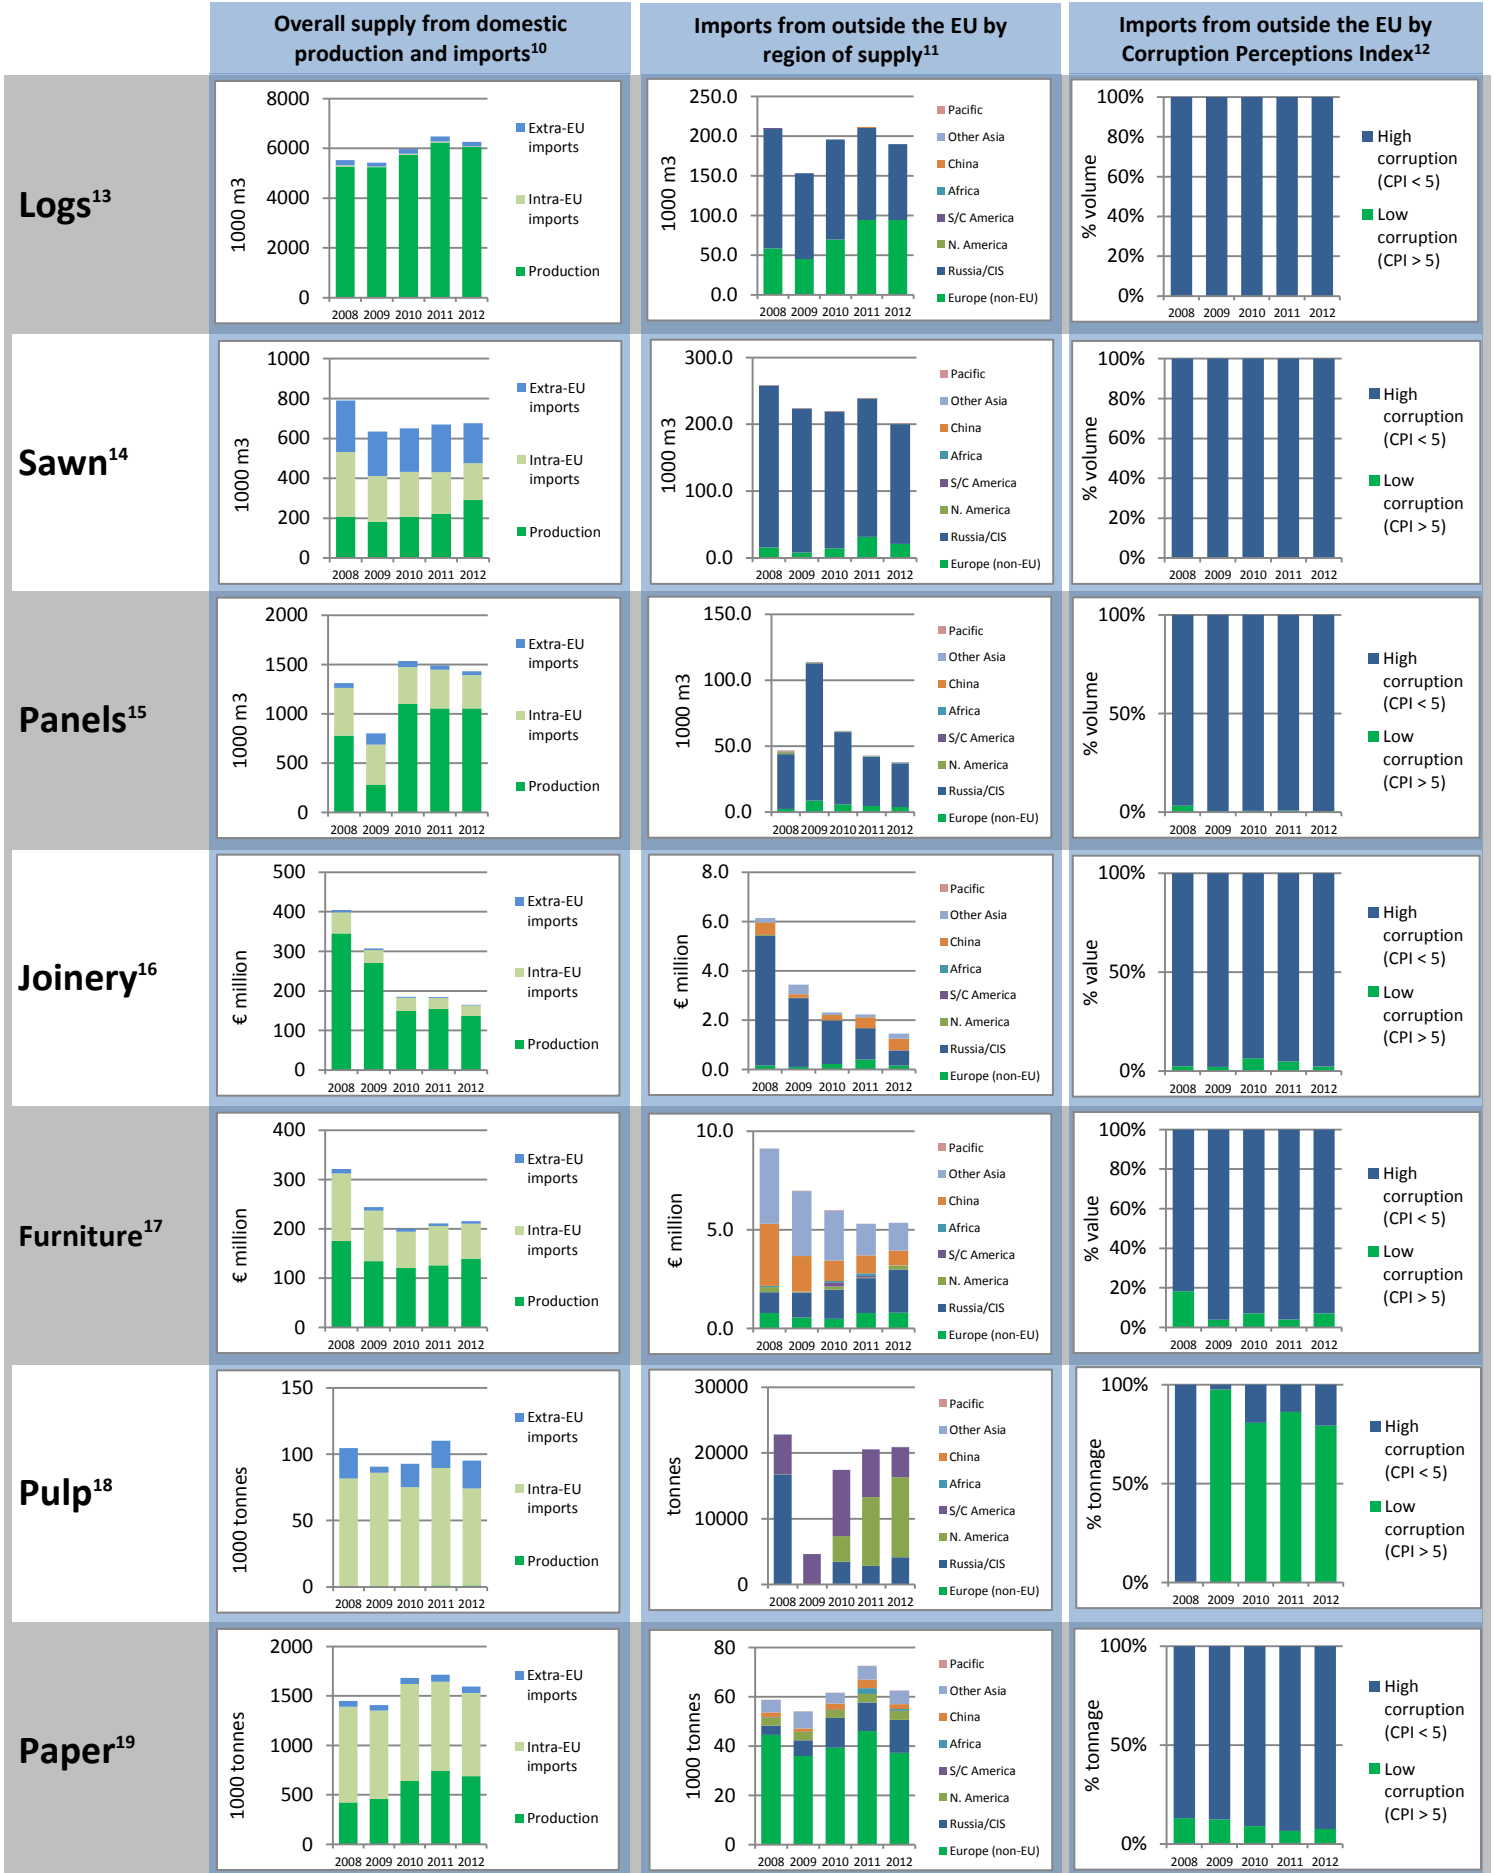 Overall supply from domestic
production and imports10
Imports from outside the EU by
region of supply11
Imports from outside the EU by
Corruption Perceptions Index12
Logs13
1000 m3
8000
6000
4000
2000
0
2008 2009 2010 2011 2012
Extra-EU
imports
Intra-EU
imports
Production
1000 m3
250.0
200.0
150.0
100.0
50.0
0.0
2008 2009 2010 2011 2012
Pacific
Other Asia
China
Africa
S/C America
N. America
Russia/CIS
Europe (non-EU)
% volume
100%
80%
60%
40%
20%
0%
2008 2009 2010 2011 2012
High
corruption
(CPI < 5)
Low
corruption
(CPI > 5)
Sawn14
1000 m3
1000
800
600
400
200
0
2008 2009 2010 2011 2012
Extra-EU
imports
Intra-EU
imports
Production
1000 m3
300.0
200.0
100.0
0.0
2008 2009 2010 2011 2012
Pacific
Other Asia
China
Africa
S/C America
N. America
Russia/CIS
Europe (non-EU)
% volume
100%
80%
60%
40%
20%
0%
2008 2009 2010 2011 2012
High
corruption
(CPI < 5)
Low
corruption
(CPI > 5)
Panels15
1000 m3
2000
1500
1000
500
0
2008 2009 2010 2011 2012
Extra-EU
imports
Intra-EU
imports
Production
1000 m3
150.0
100.0
50.0
0.0
2008 2009 2010 2011 2012
Pacific
Other Asia
China
Africa
S/C America
N. America
Russia/CIS
Europe (non-EU)
% volume
100%
50%
0%
2008 2009 2010 2011 2012
High
corruption
(CPI < 5)
Low
corruption
(CPI > 5)
Joinery16
€ million
500
400
300
200
100
0
2008 2009 2010 2011 2012
Extra-EU
imports
Intra-EU
imports
Production
€ million
8.0
6.0
4.0
2.0
0.0
2008 2009 2010 2011 2012
Pacific
Other Asia
China
Africa
S/C America
N. America
Russia/CIS
Europe (non-EU)
% value
100%
50%
0%
2008 2009 2010 2011 2012
High
corruption
(CPI < 5)
Low
corruption
(CPI > 5)
Furniture17
€ million
400
300
200
100
0
2008 2009 2010 2011 2012
Extra-EU
imports
Intra-EU
imports
Production
€ million
10.0
5.0
0.0
2008 2009 2010 2011 2012
Pacific
Other Asia
China
Africa
S/C America
N. America
Russia/CIS
Europe (non-EU)
% value
100%
80%
60%
40%
20%
0%
2008 2009 2010 2011 2012
High
corruption
(CPI < 5)
Low
corruption
(CPI > 5)
Pulp18
1000 tonnes
150
100
50
0
2008 2009 2010 2011 2012
Extra-EU
imports
Intra-EU
imports
Production
tonnes
30000
20000
10000
0
2008 2009 2010 2011 2012
Pacific
Other Asia
China
Africa
S/C America
N. America
Russia/CIS
Europe (non-EU)
% tonnage
100%
50%
0%
2008 2009 2010 2011 2012
High
corruption
(CPI < 5)
Low
corruption
(CPI > 5)
Paper19
1000 tonnes
2000
1500
1000
500
0
2008 2009 2010 2011 2012
Extra-EU
imports
Intra-EU
imports
Production
1000 tonnes
80
60
40
20
0
2008 2009 2010 2011 2012
Pacific
Other Asia
China
Africa
S/C America
N. America
Russia/CIS
Europe (non-EU)
% tonnage
100%
50%
0%
2008 2009 2010 2011 2012
High
corruption
(CPI < 5)
Low
corruption
(CPI > 5)